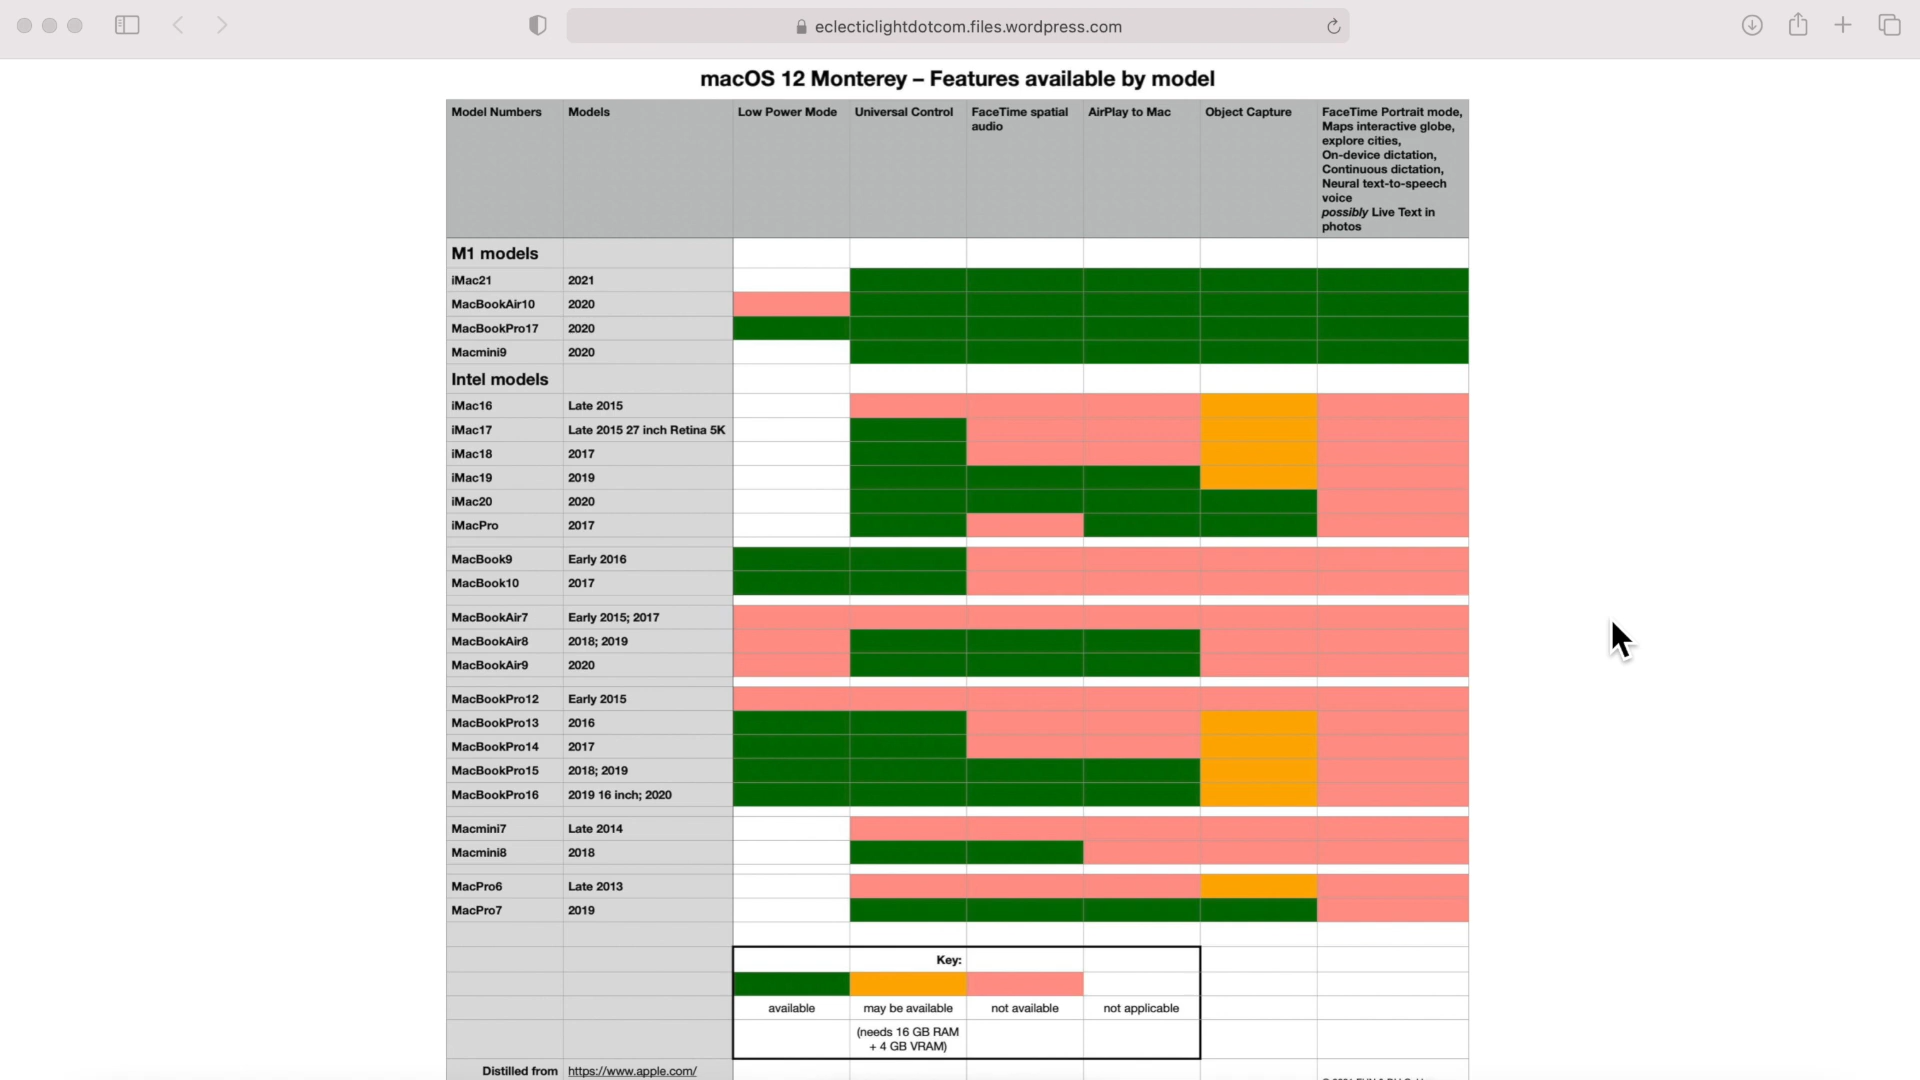 eclecticlightdotcom.files.wordpress.com
macOS 12 Monterey – Features available by model
Model Numbers Models Low Power Mode Universal Control FaceTime spatial audio AirPlay to Mac Object Capture FaceTime Portrait mode,
Maps interactive globe,
explore cities,
On-device dictation,
Continuous dictation,
Neural text-to-speech
voice
possibly Live Text in
photos
M1 models
iMac21 2021
MacBookAir10 2020
MacBookPro17 2020
Macmini9 2020
Intel models
iMac16 Late 2015
iMac17 Late 2015 27 inch Retina 5K
iMac18 2017
iMac19 2019
iMac20 2020
iMacPro 2017
MacBook9 Early 2016
MacBook10 2017
MacBookAir7 Early 2015; 2017
MacBookAir8 2018; 2019
MacBookAir9 2020
MacBookPro12 Early 2015
MacBookPro13 2016
MacBookPro14 2017
MacBookPro15 2018; 2019
MacBookPro16 2019 16 inch; 2020
Macmini7 Late 2014
Macmini8 2018
MacPro6 Late 2013
MacPro7 2019
Key:
available may be available not available not applicable
(needs 16 GB RAM
+ 4 GB VRAM)
Distilled from https://www.apple.com/